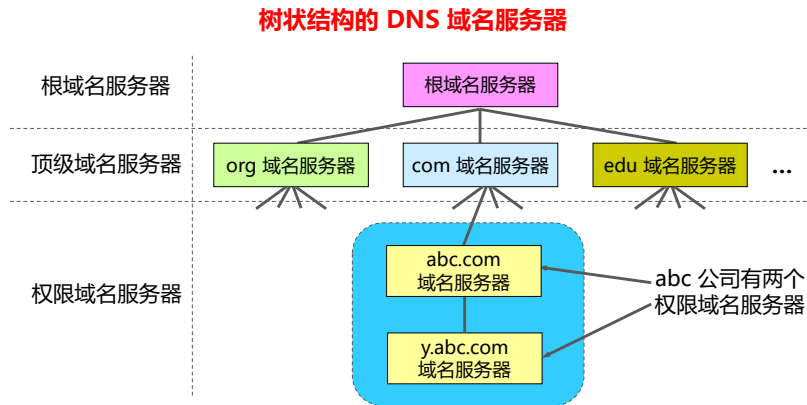 树状结构的 DNS 域名服务器
根域名服务器
根域名服务器
顶级域名服务器
org 域名服务器
com 域名服务器
edu 域名服务器
...
权限域名服务器
abc.com
域名服务器
y.abc.com
域名服务器
abc 公司有两个
权限域名服务器